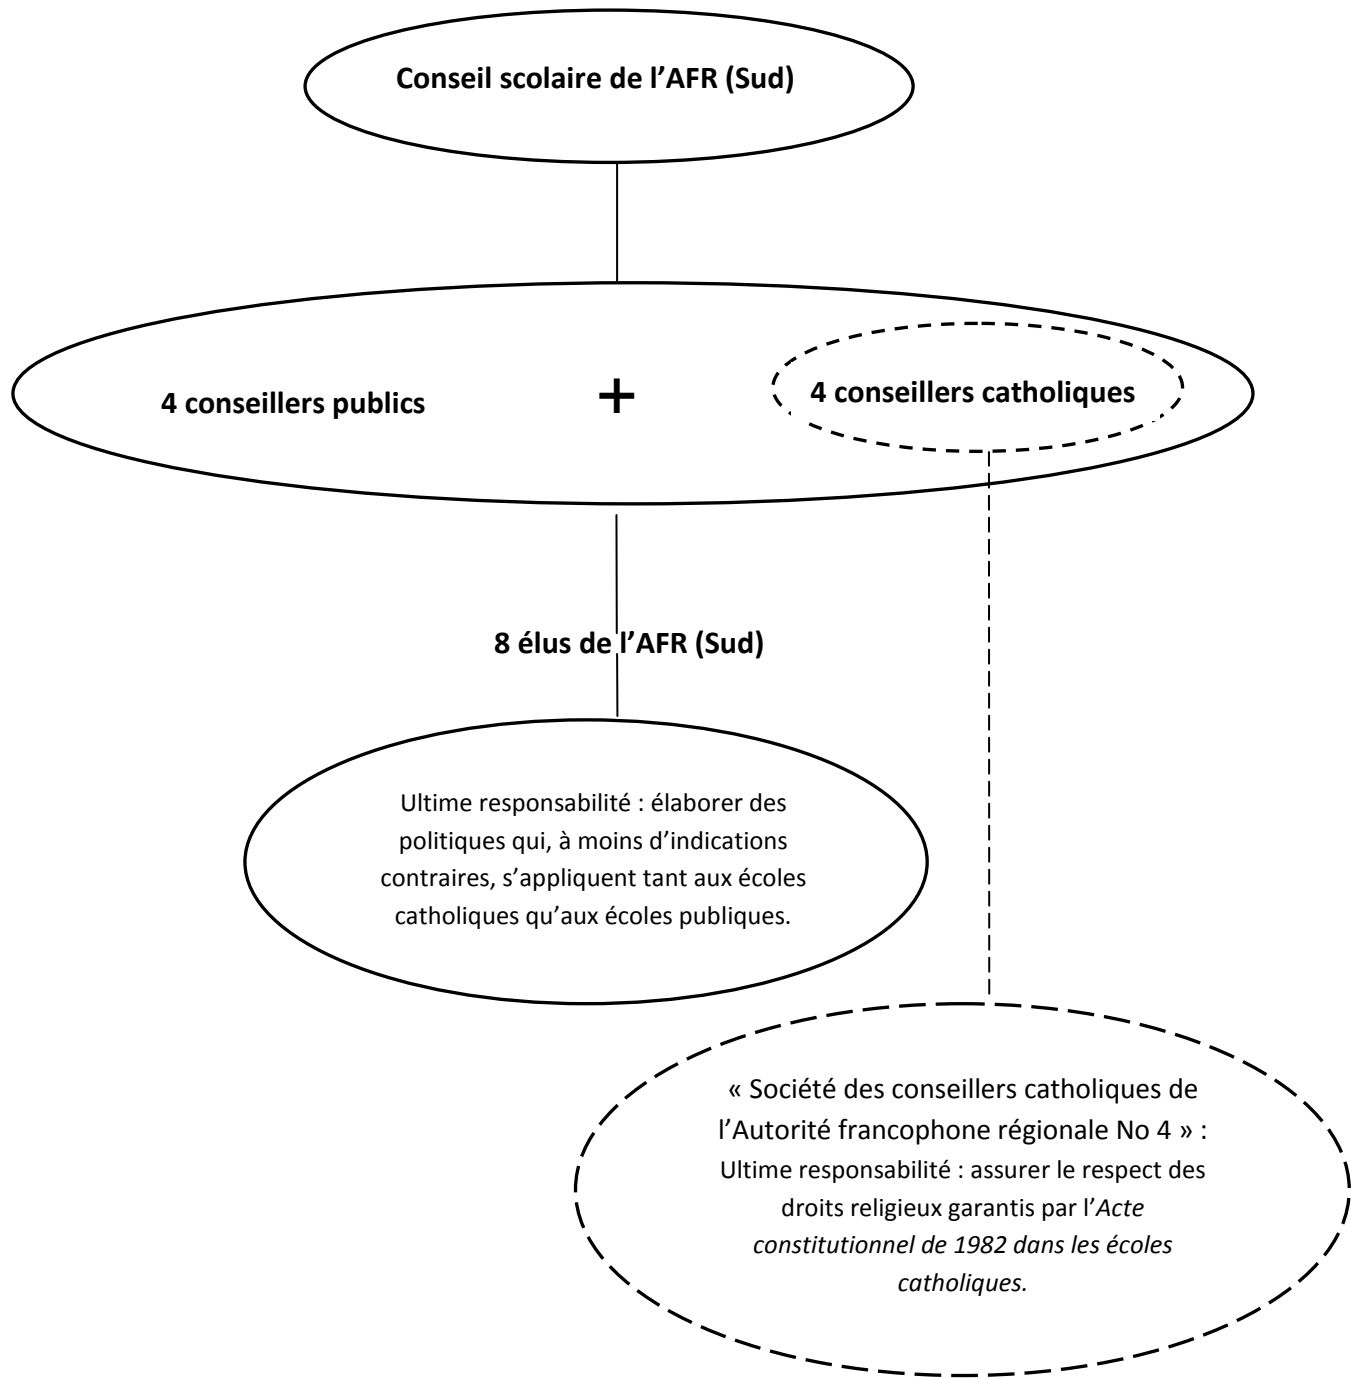 Conseil scolaire de l’AFR (Sud)
4 conseillers publics
+
4 conseillers catholiques
8 élus de l’AFR (Sud)
Ultime responsabilité : élaborer des
politiques qui, à moins d’indications
contraires, s’appliquent tant aux écoles
catholiques qu’aux écoles publiques.
« Société des conseillers catholiques de
l’Autorité francophone régionale No 4 » :
Ultime responsabilité : assurer le respect des
droits religieux garantis par l’Acte
constitutionnel de 1982 dans les écoles
catholiques.